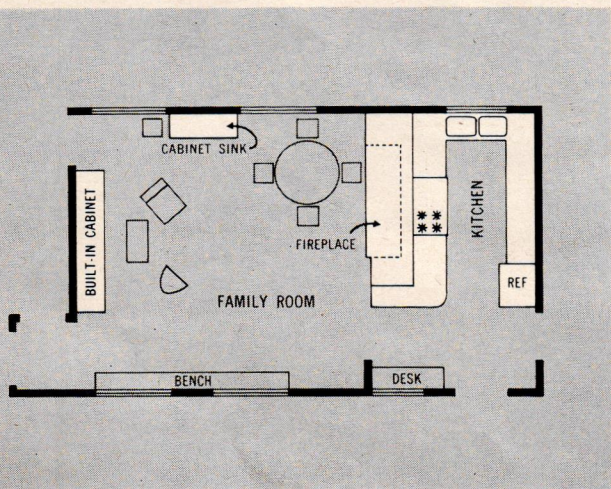 CABINET SINK
BUILT-IN CABINET
FIREPLACE
KITCHEN
REF
FAMILY ROOM
BENCH
DESK